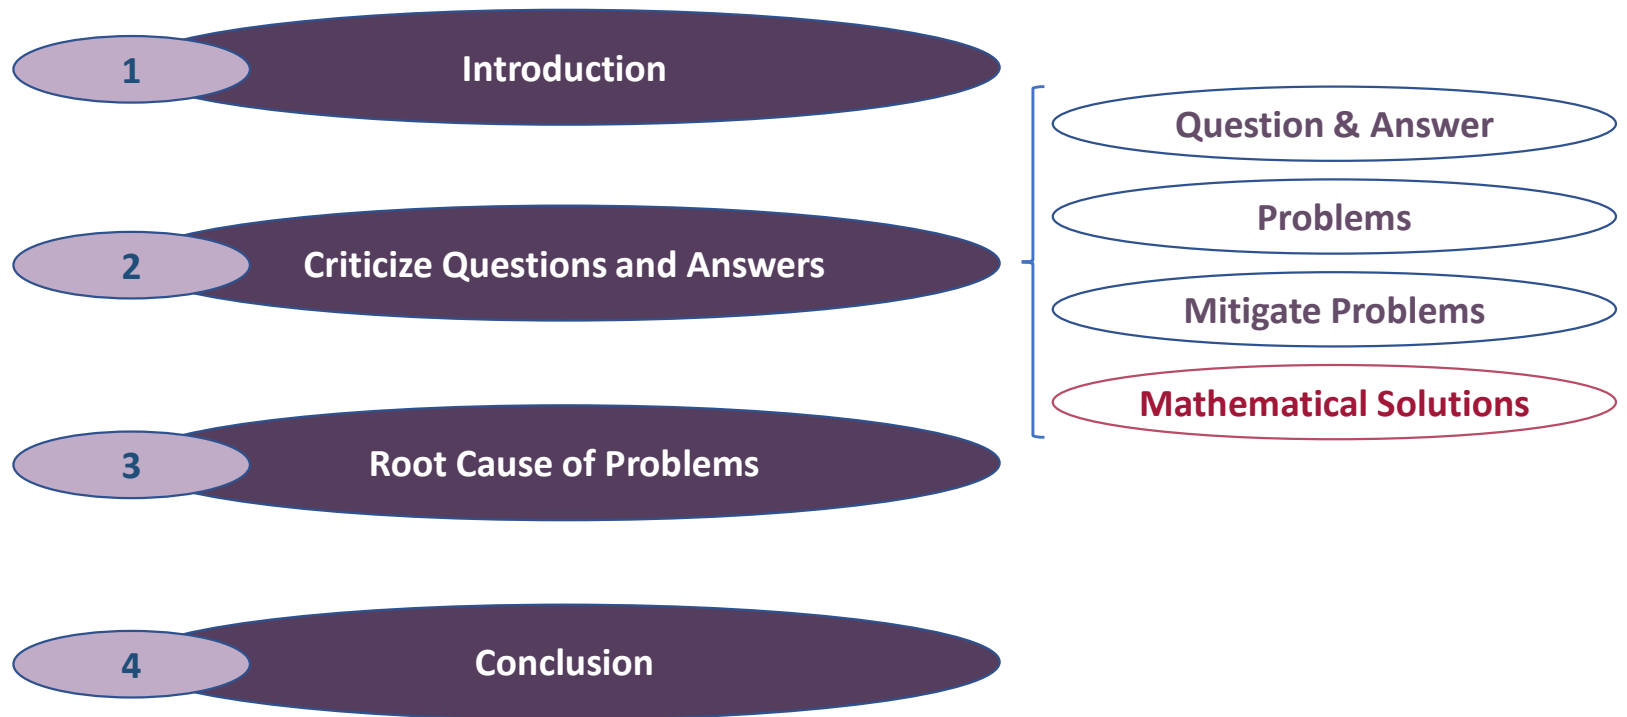 1
Introduction
2
Criticize Questions and Answers
Question & Answer
Problems
Mitigate Problems
Mathematical Solutions
3
Root Cause of Problems
4
Conclusion